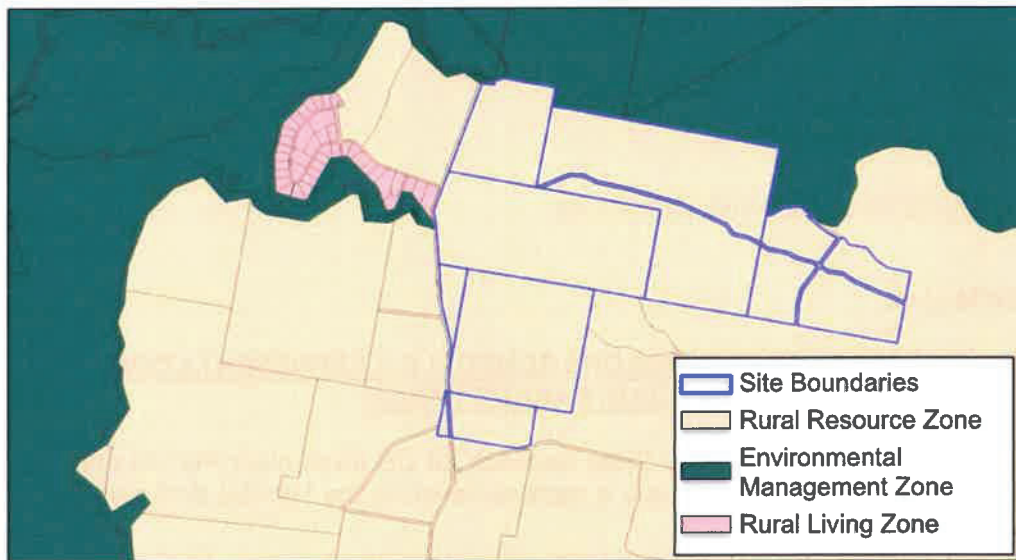 Site Boundaries
Rural Resource Zone
Environmental
Management Zone
Rural Living Zone